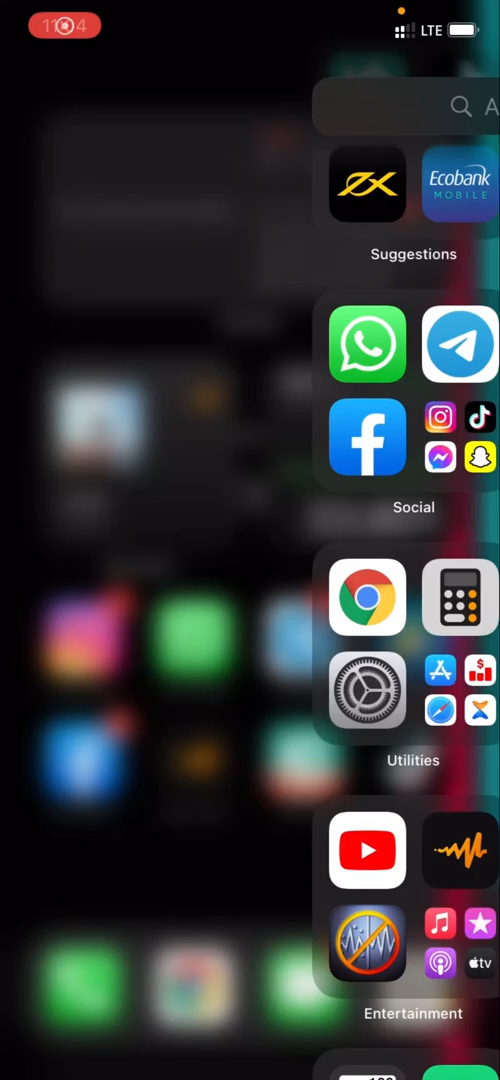 LTE
A
Ecobank
MOBILE
Suggestions
Social
Utilities
tv
Entertainment